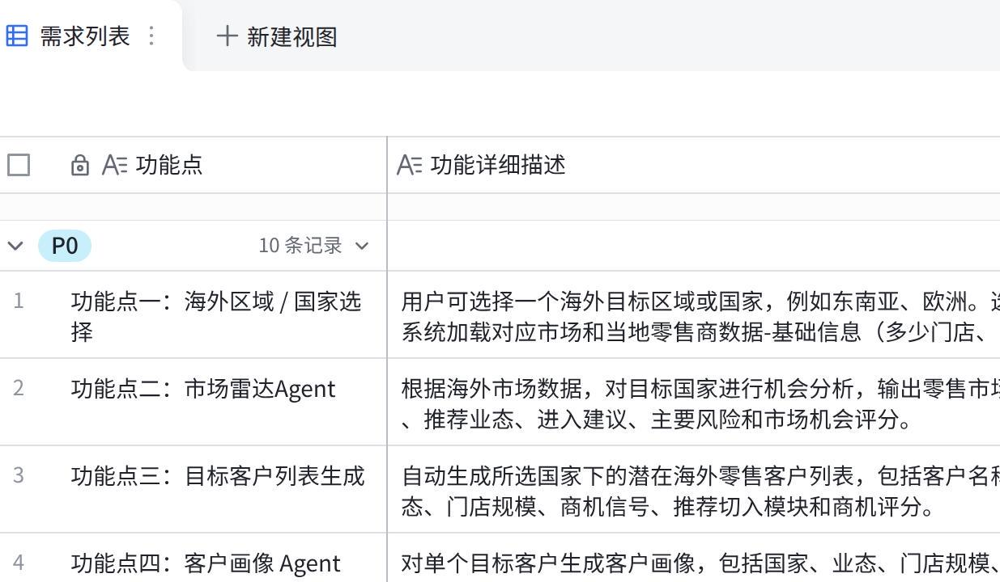 需求列表
新建视图
功能点
功能详细描述
P0
10 条记录
1
功能点一：海外区域 / 国家选
择
用户可选择一个海外目标区域或国家，例如东南亚、欧洲。
系统加载对应市场和当地零售商数据-基础信息（多少门店、
2
功能点二：市场雷达Agent
根据海外市场数据，对目标国家进行机会分析，输出零售市场
、推荐业态、进入建议、主要风险和市场机会评分。
3
功能点三：目标客户列表生成
自动生成所选国家下的潜在海外零售客户列表，包括客户名称
态、门店规模、商机信号、推荐切入模块和商机评分。
4
功能点四：客户画像 Agent
对单个目标客户生成客户画像，包括国家、业态、门店规模、